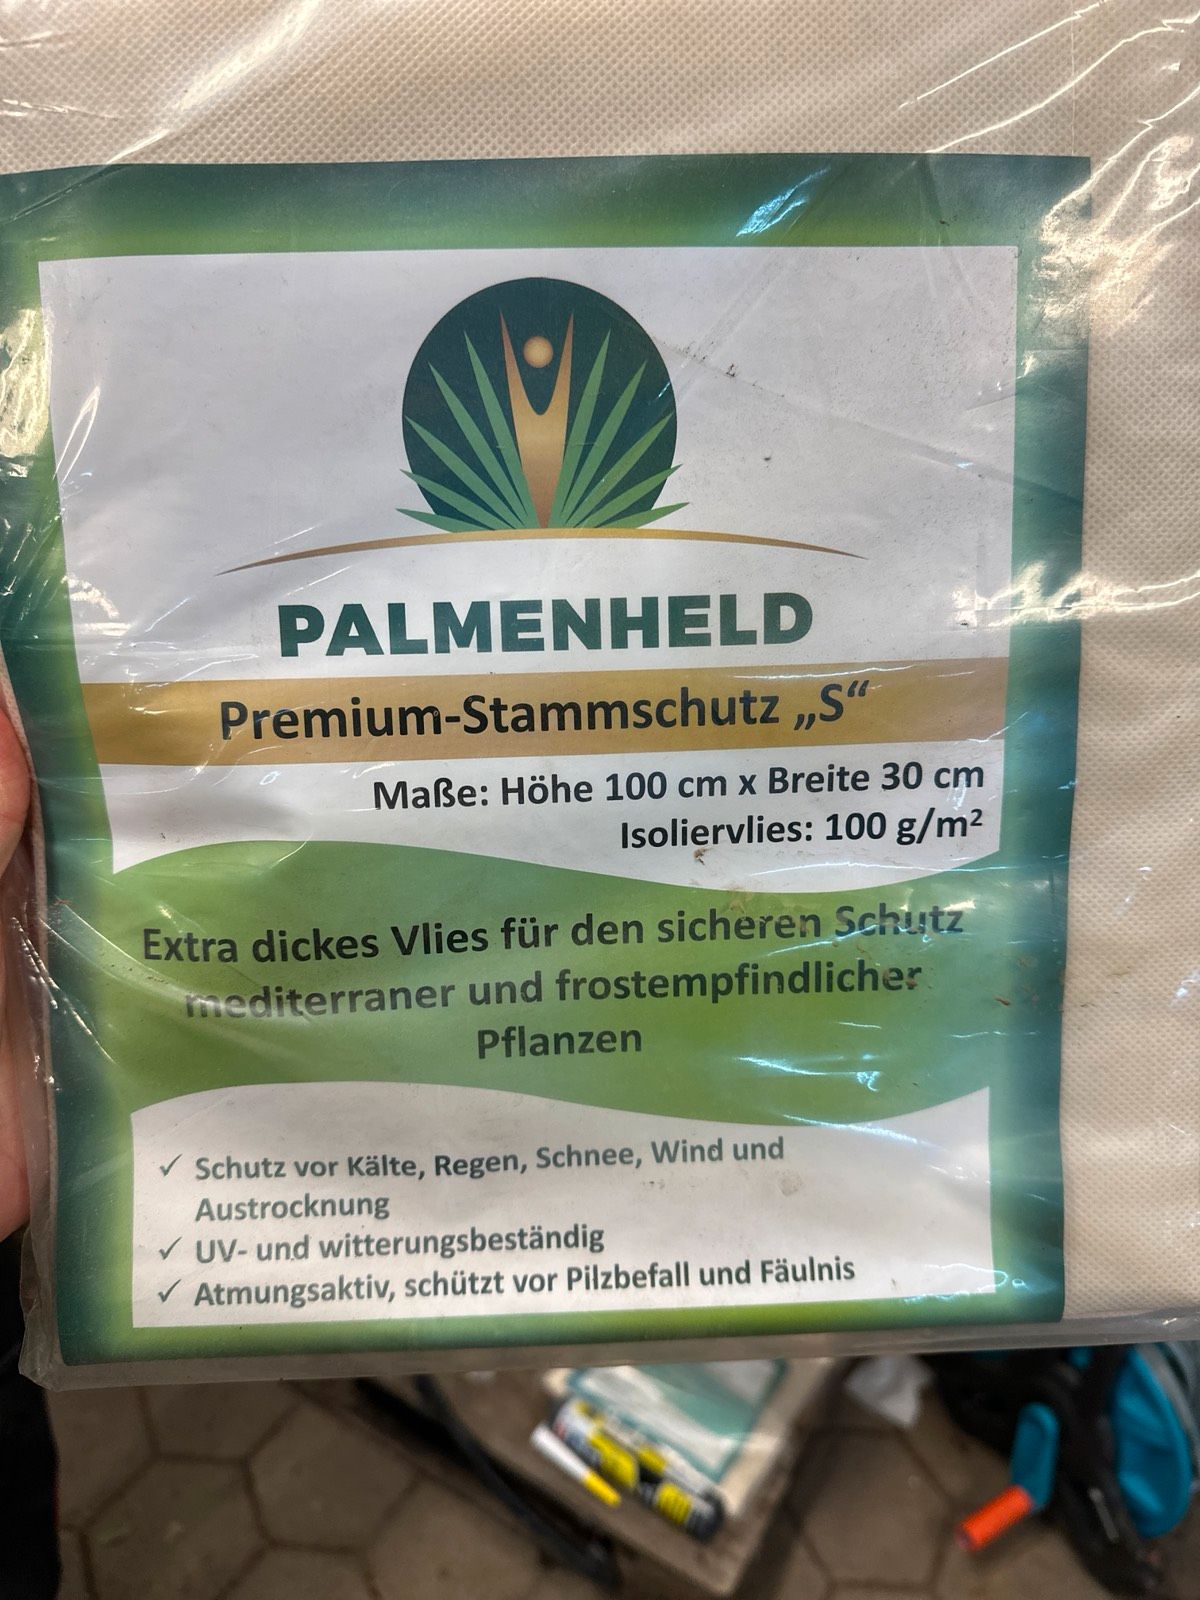 PALMENHELD
Premium-Stammschutz „S“
Maße: Höhe 100 cm x Breite 30 cm
Isoliervlies: 100 g/m²
Extra dickes Vlies für den sicheren Schutz
mediterraner und frostempfindlicher
Pflanzen
✓ Schutz vor Kälte, Regen, Schnee, Wind und
Austrocknung
✓ UV- und witterungsbeständig
✓ Atmungsaktiv, schützt vor Pilzbefall und Fäulnis